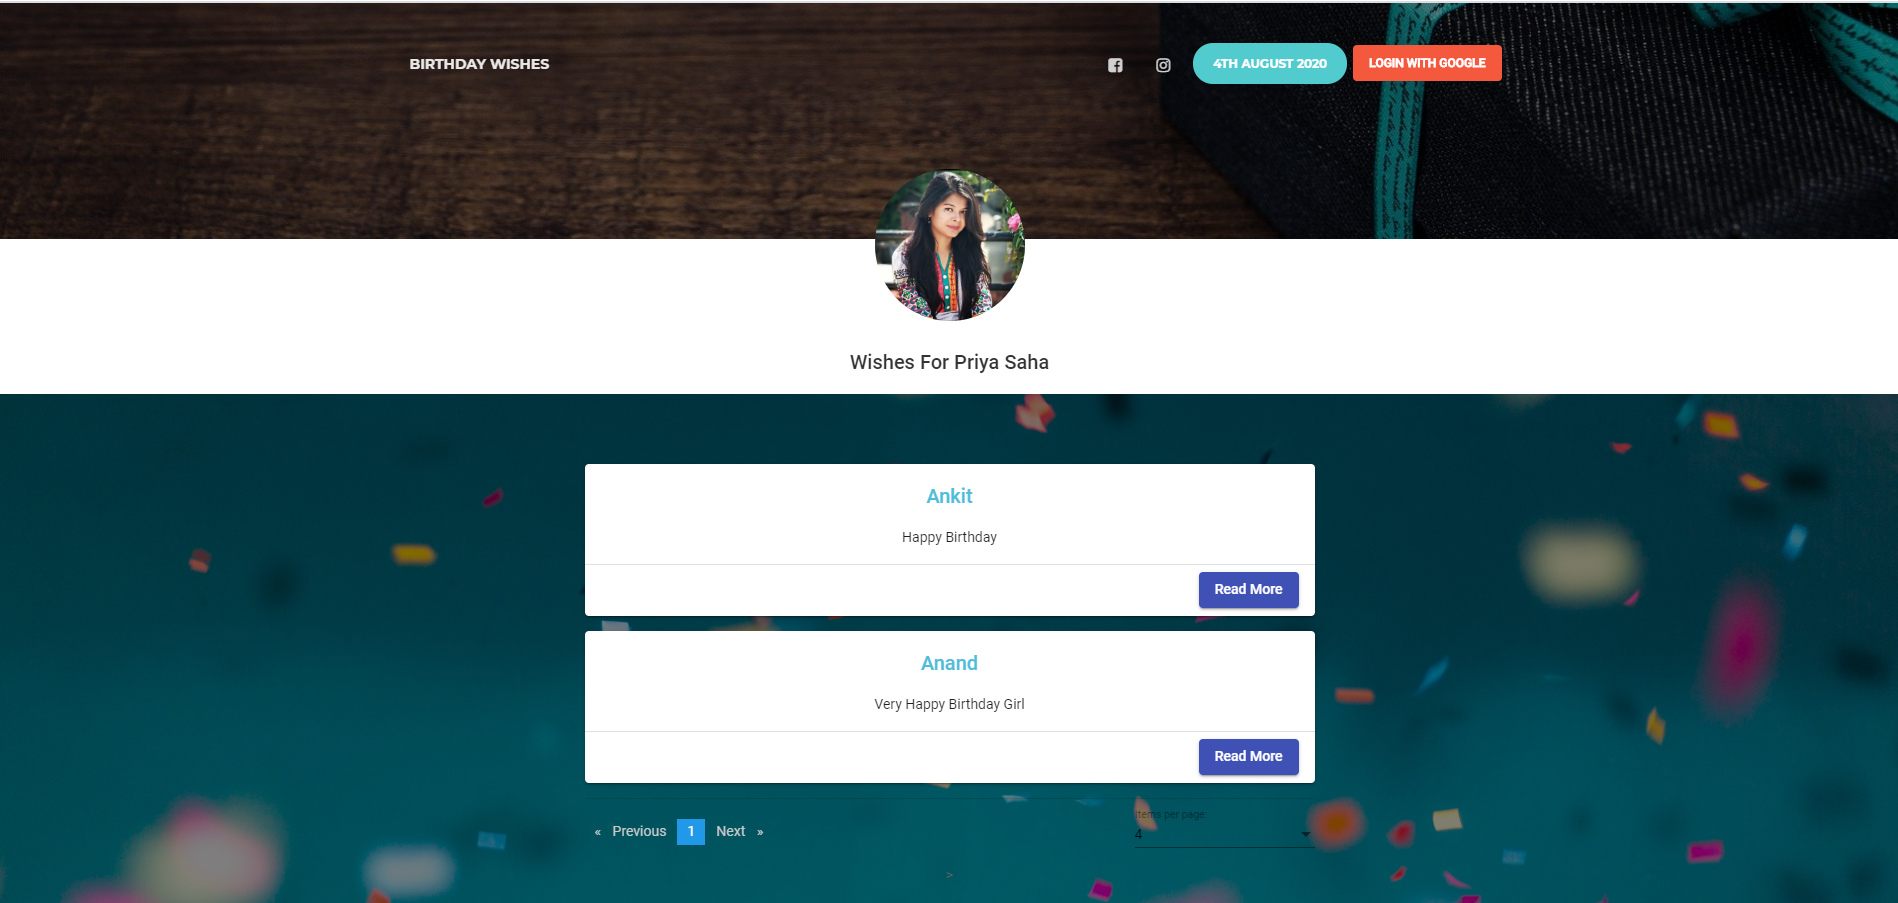 BIRTHDAY WISHES
4TH AUGUST 2020
LOGIN WITH GOOGLE
Wishes For Priya Saha
Ankit
Happy Birthday
Read More
Anand
Very Happy Birthday Girl
Read More
« Previous 1 Next »
Items per page
4
>